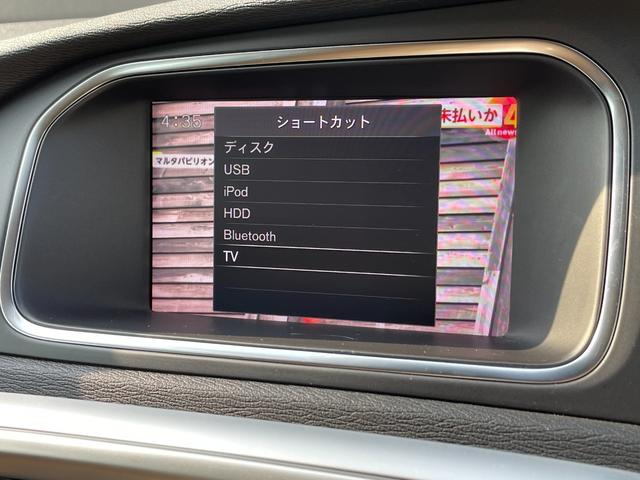 4:35
ショートカット
未払いか
4
All news
マルタパビリオン
ディスク
USB
iPod
HDD
Bluetooth
TV